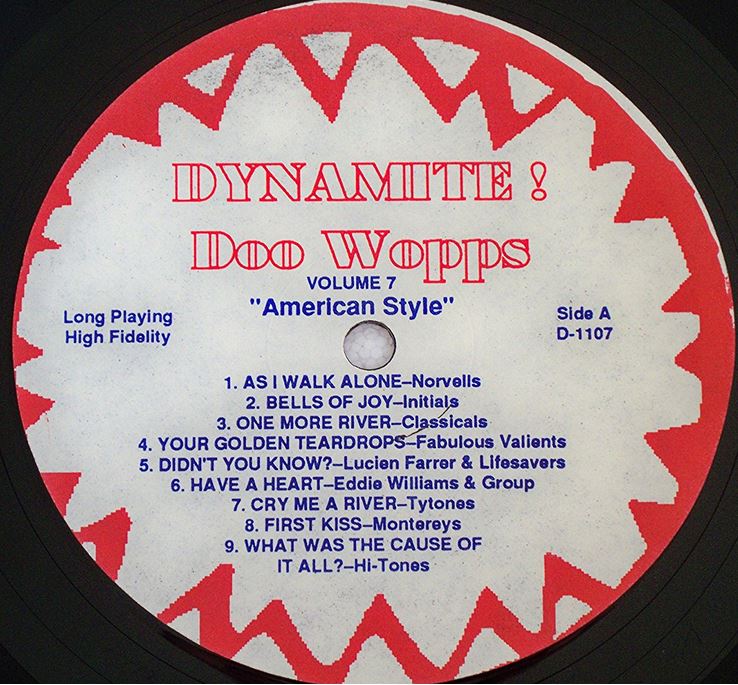 DYNAMITE !
Doo Wopps
VOLUME 7
"American Style"
Long Playing
High Fidelity
Side A
D-1107
1. AS I WALK ALONE–Norvells
2. BELLS OF JOY–Initials
3. ONE MORE RIVER–Classicals
4. YOUR GOLDEN TEARDROPS–Fabulous Valients
5. DIDN'T YOU KNOW?–Lucien Farrer & Lifesavers
6. HAVE A HEART–Eddie Williams & Group
7. CRY ME A RIVER–Tytones
8. FIRST KISS–Montereys
9. WHAT WAS THE CAUSE OF
IT ALL?–Hi-Tones